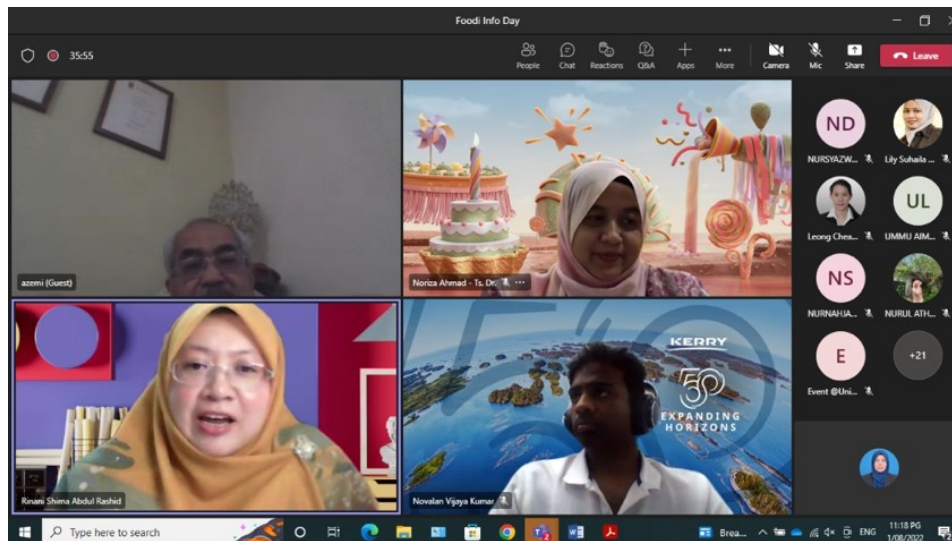 Foodi Info Day
35:55
People
Chat
Reactions
Q&A
Apps
More
Camera
Mic
Share
Leave
azemi (Guest)
Noriza Ahmad - Ts. Dr.
KERRY
50
EXPANDING
HORIZONS
Rinani Shima Abdul Rashid
Novalan Vijaya Kumar
ND
NURSYAZW...
Lily Suhaila ...
Leong Chea...
UL
UMMU AIM...
NS
NURNAHJA...
NURUL ATH...
E
Event @Uni...
+21
Type here to search
Brea...
ENG
11:18 PG
1/08/2022